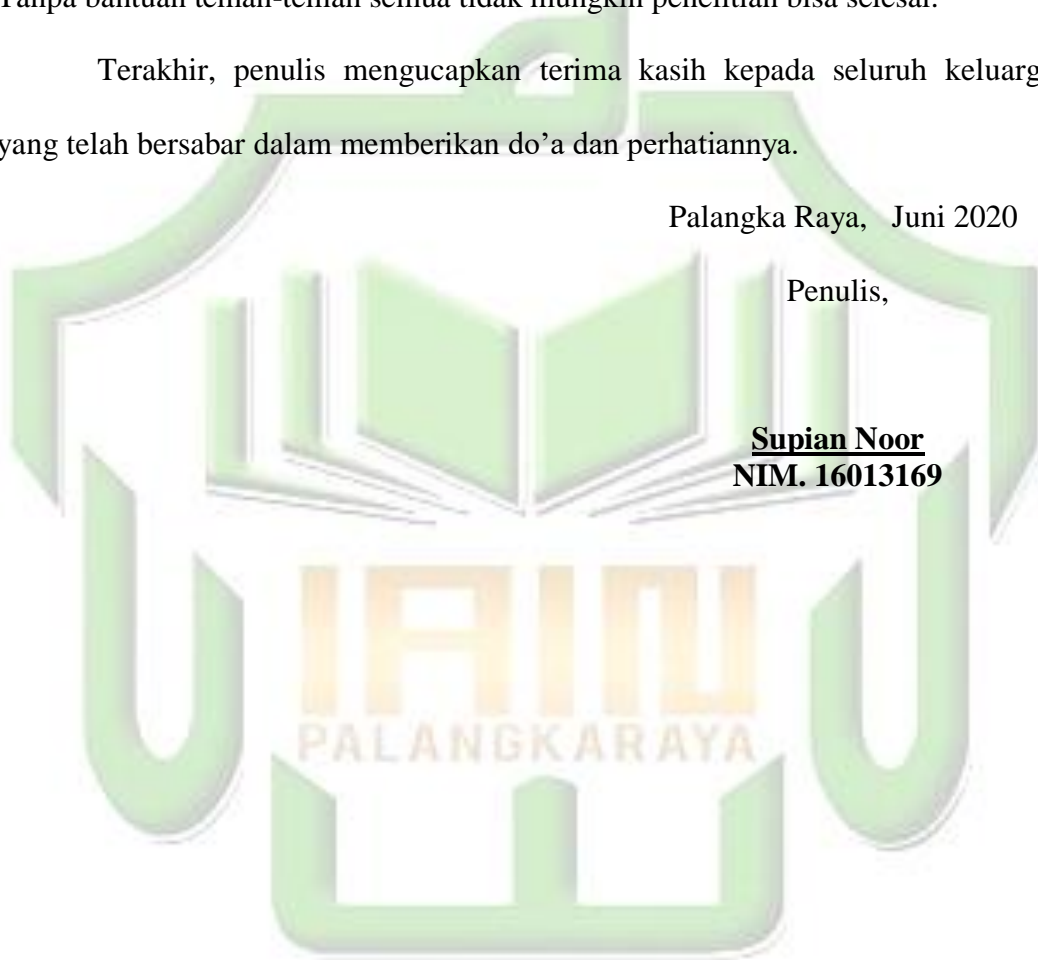 Tanpa bantuan teman-teman semua tidak mungkin penelitian bisa selesai.
Terakhir, penulis mengucapkan terima kasih kepada seluruh keluarg
yang telah bersabar dalam memberikan do’a dan perhatiannya.
Palangka Raya, Juni 2020
Penulis,
Supian Noor
NIM. 16013169
IAIN
PALANGKARAYA